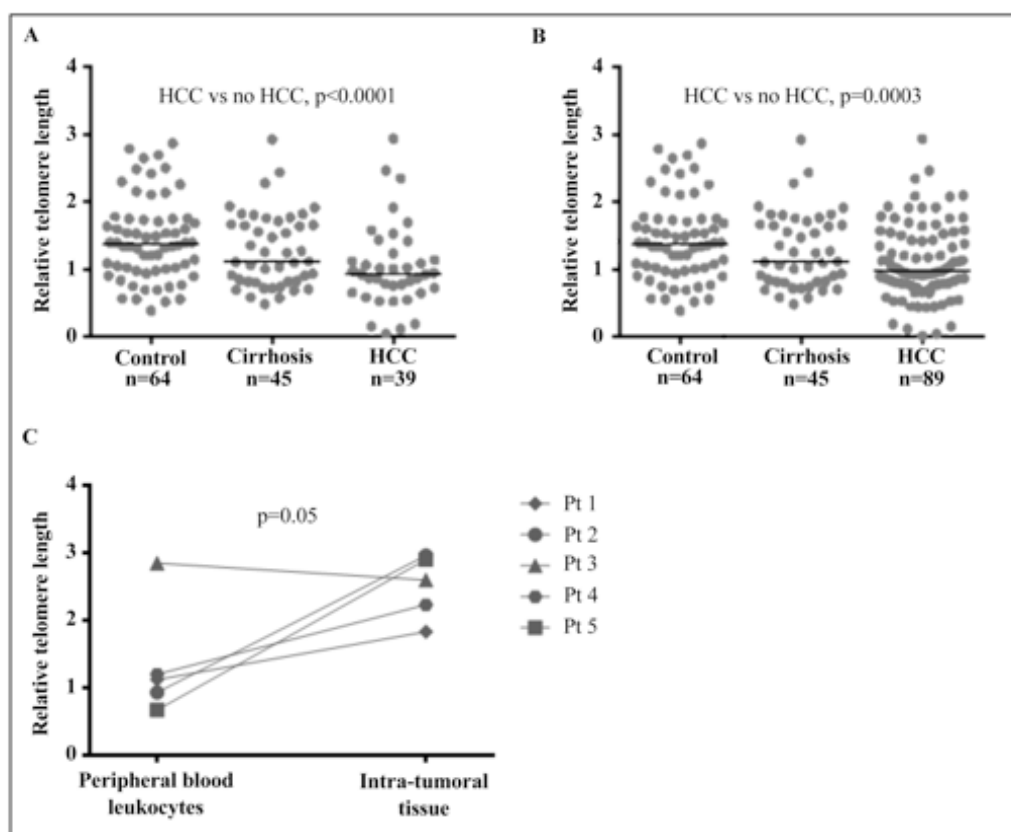 A
HCC vs no HCC, p<0.0001
Relative telomere length
4
3
2
1
0
Control
n=64
Cirrhosis
n=45
HCC
n=39
B
HCC vs no HCC, p=0.0003
Relative telomere length
4
3
2
1
0
Control
n=64
Cirrhosis
n=45
HCC
n=89
C
p=0.05
Relative telomere length
4
3
2
1
0
Peripheral blood
leukocytes
Intra-tumoral
tissue
Pt 1
Pt 2
Pt 3
Pt 4
Pt 5